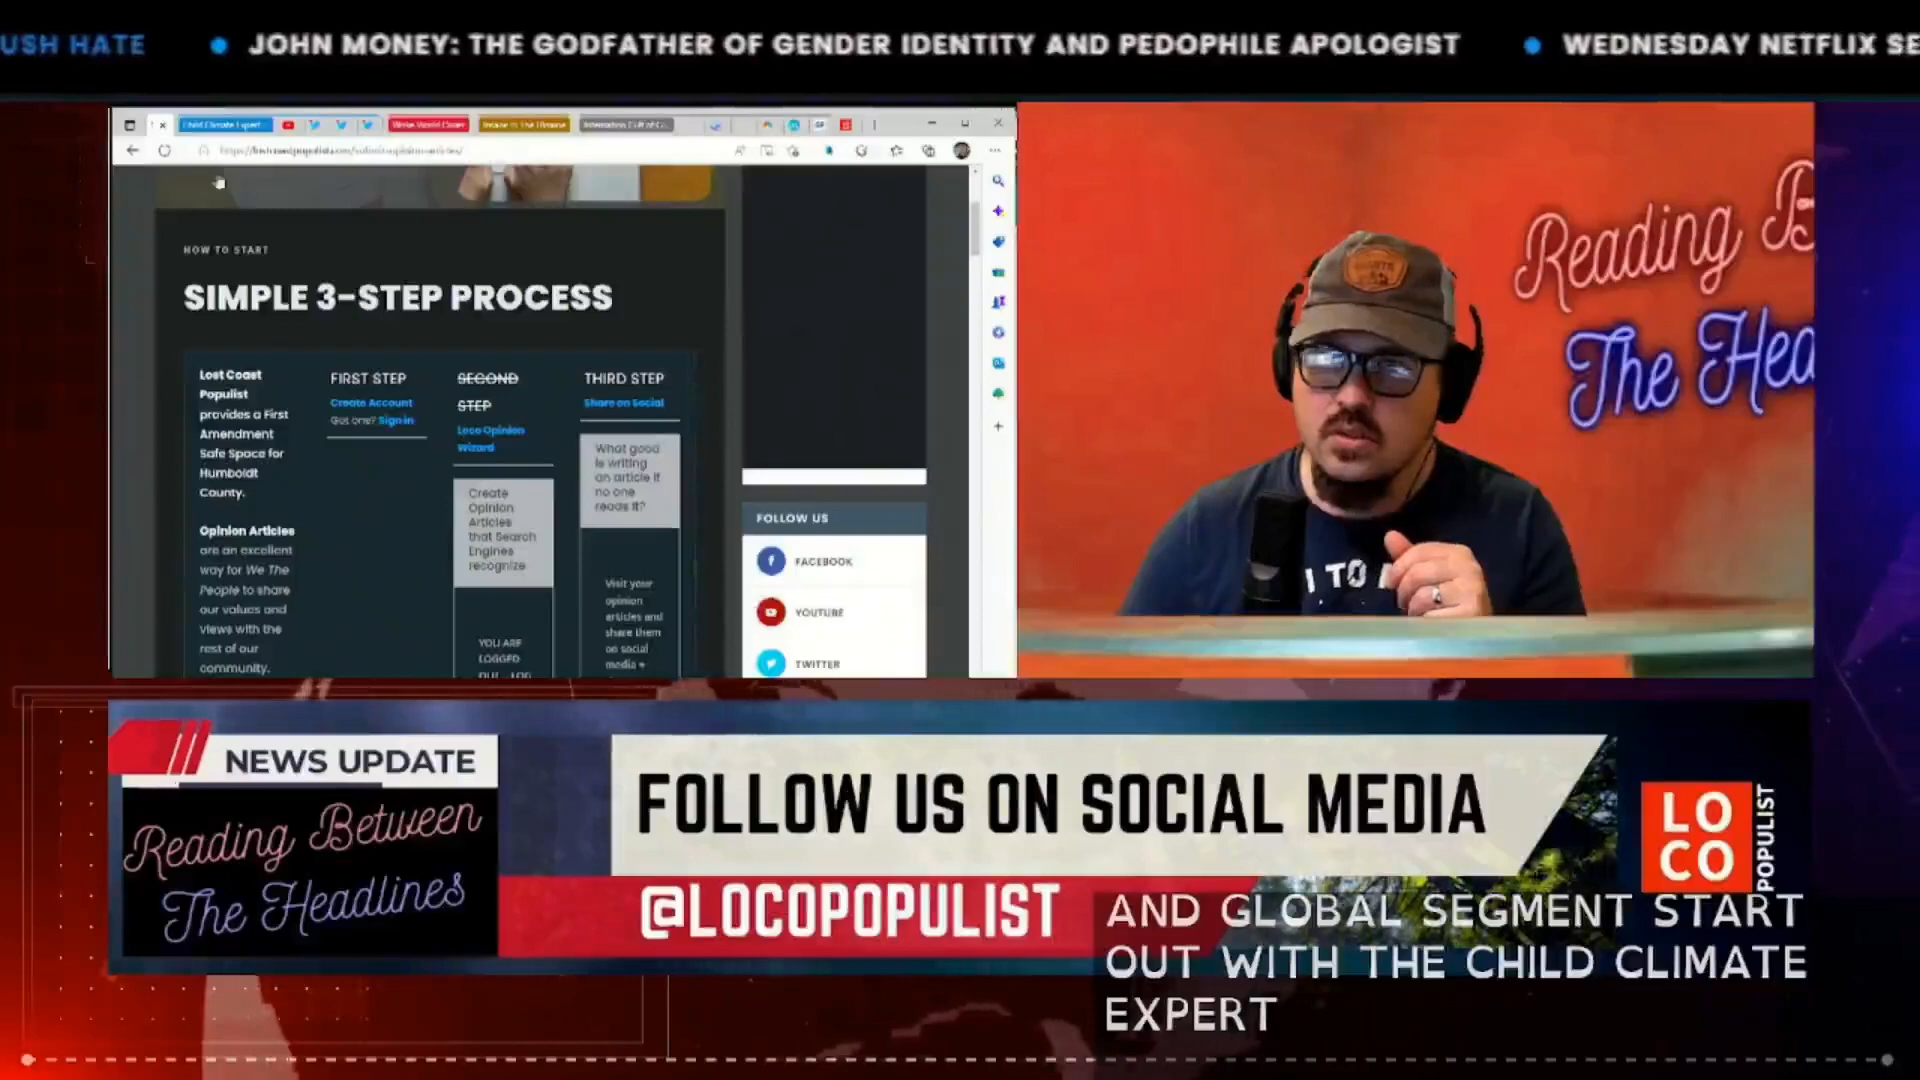 USH HATE
JOHN MONEY: THE GODFATHER OF GENDER IDENTITY AND PEDOPHILE APOLOGIST
WEDNESDAY NETFLIX SE
Child Climate Expert
HOW TO START
SIMPLE 3-STEP PROCESS
Lost Coast
Populist
provides a First
Amendment
Safe Space for
Humboldt
County.
Opinion Articles
are an excellent
way for We The
People to share
our values and
views with the
rest of our
community.
FIRST STEP
Create Account
Got one? Sign in
SECOND
STEP
Loco Opinion
Wizard
Create
Opinion
Articles
that Search
Engines
recognize
YOU ARE
LOGGED
THIRD STEP
Share on Social
What good
is writing
an article if
no one
reads it?
Visit your
opinion
articles and
share them
on social
media
FOLLOW US
FACEBOOK
YOUTUBE
TWITTER
Reading B
The Hea
I TO
NEWS UPDATE
Reading Between
The Headlines
FOLLOW US ON SOCIAL MEDIA
@LOCOPOPULIST
LO
CO
POPULIST
AND GLOBAL SEGMENT START
OUT WITH THE CHILD CLIMATE
EXPERT